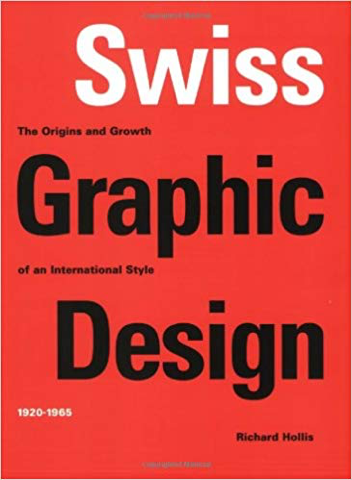 Swiss
The Origins and Growth
Graphic
of an International Style
Design
1920-1965
Richard Hollis